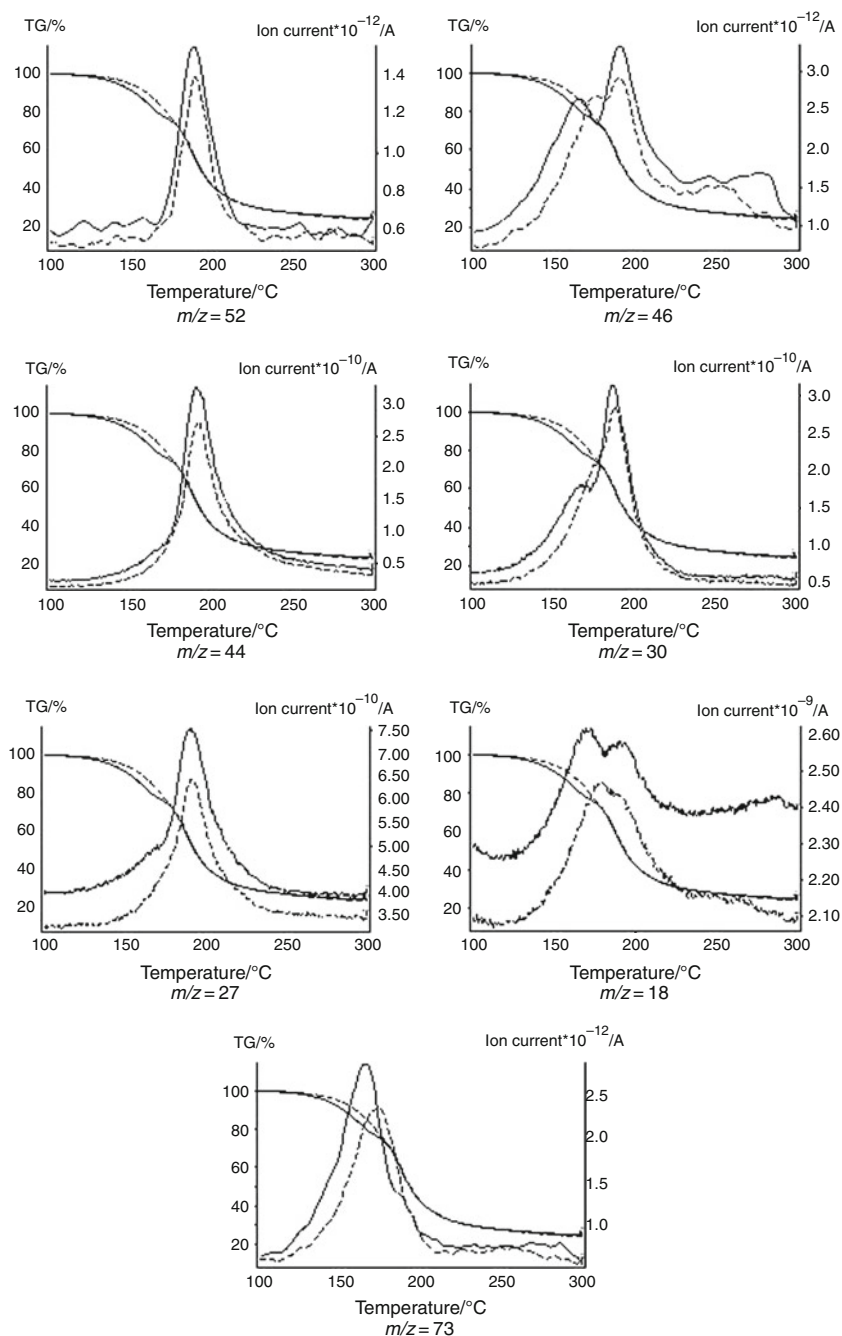 TG/% Ion current*10⁻¹²/A
100
80
60
40
20
1.4
1.2
1.0
0.8
0.6
100 150 200 250 300
Temperature/°C
m/z = 52
TG/% Ion current*10⁻¹²/A
100
80
60
40
20
3.0
2.5
2.0
1.5
1.0
100 150 200 250 300
Temperature/°C
m/z = 46
TG/% Ion current*10⁻¹⁰/A
100
80
60
40
20
3.0
2.5
2.0
1.5
1.0
0.5
100 150 200 250 300
Temperature/°C
m/z = 44
TG/% Ion current*10⁻¹⁰/A
100
80
60
40
20
3.0
2.5
2.0
1.5
1.0
0.5
100 150 200 250 300
Temperature/°C
m/z = 30
TG/% Ion current*10⁻¹⁰/A
100
80
60
40
20
7.50
7.00
6.50
6.00
5.50
5.00
4.50
4.00
3.50
100 150 200 250 300
Temperature/°C
m/z = 27
TG/% Ion current*10⁻⁹/A
100
80
60
40
20
2.60
2.50
2.40
2.30
2.20
2.10
100 150 200 250 300
Temperature/°C
m/z = 18
TG/% Ion current*10⁻¹²/A
100
80
60
40
20
2.5
2.0
1.5
1.0
100 150 200 250 300
Temperature/°C
m/z = 73